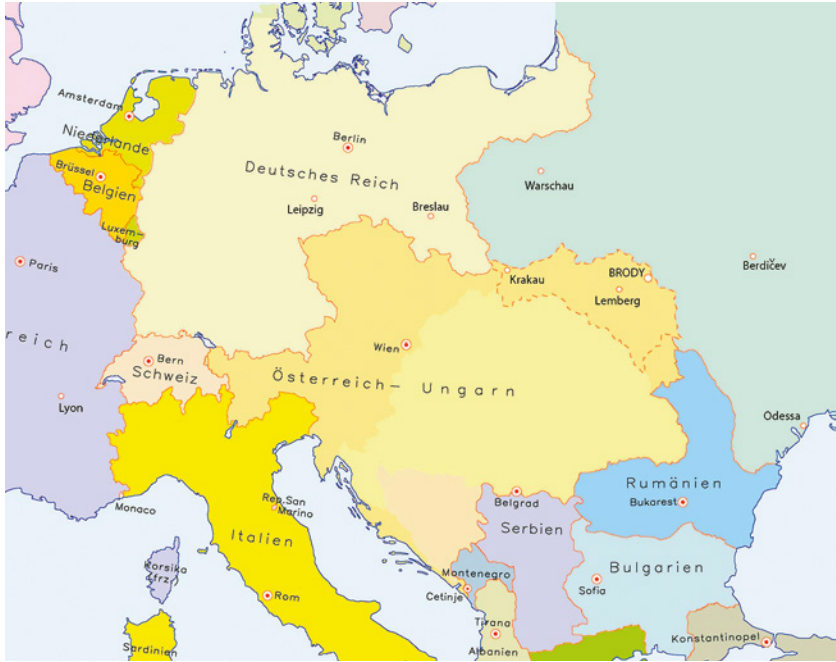 Amsterdam
Niederlande
Brüssel
Belgien
Luxem-
burg
Paris
reich
Lyon
Berlin
Deutsches Reich
Leipzig
Breslau
Warschau
Krakau
BRODY
Lemberg
Berdičev
Wien
Bern
Schweiz
Österreich- Ungarn
Odessa
Monaco
Rep.San
Marino
Italien
Korsika
(frz.)
Rom
Sardinien
Belgrad
Serbien
Rumänien
Bukarest
Montenegro
Cetinje
Bulgarien
Sofia
Tirana
Albanien
Konstantinopel